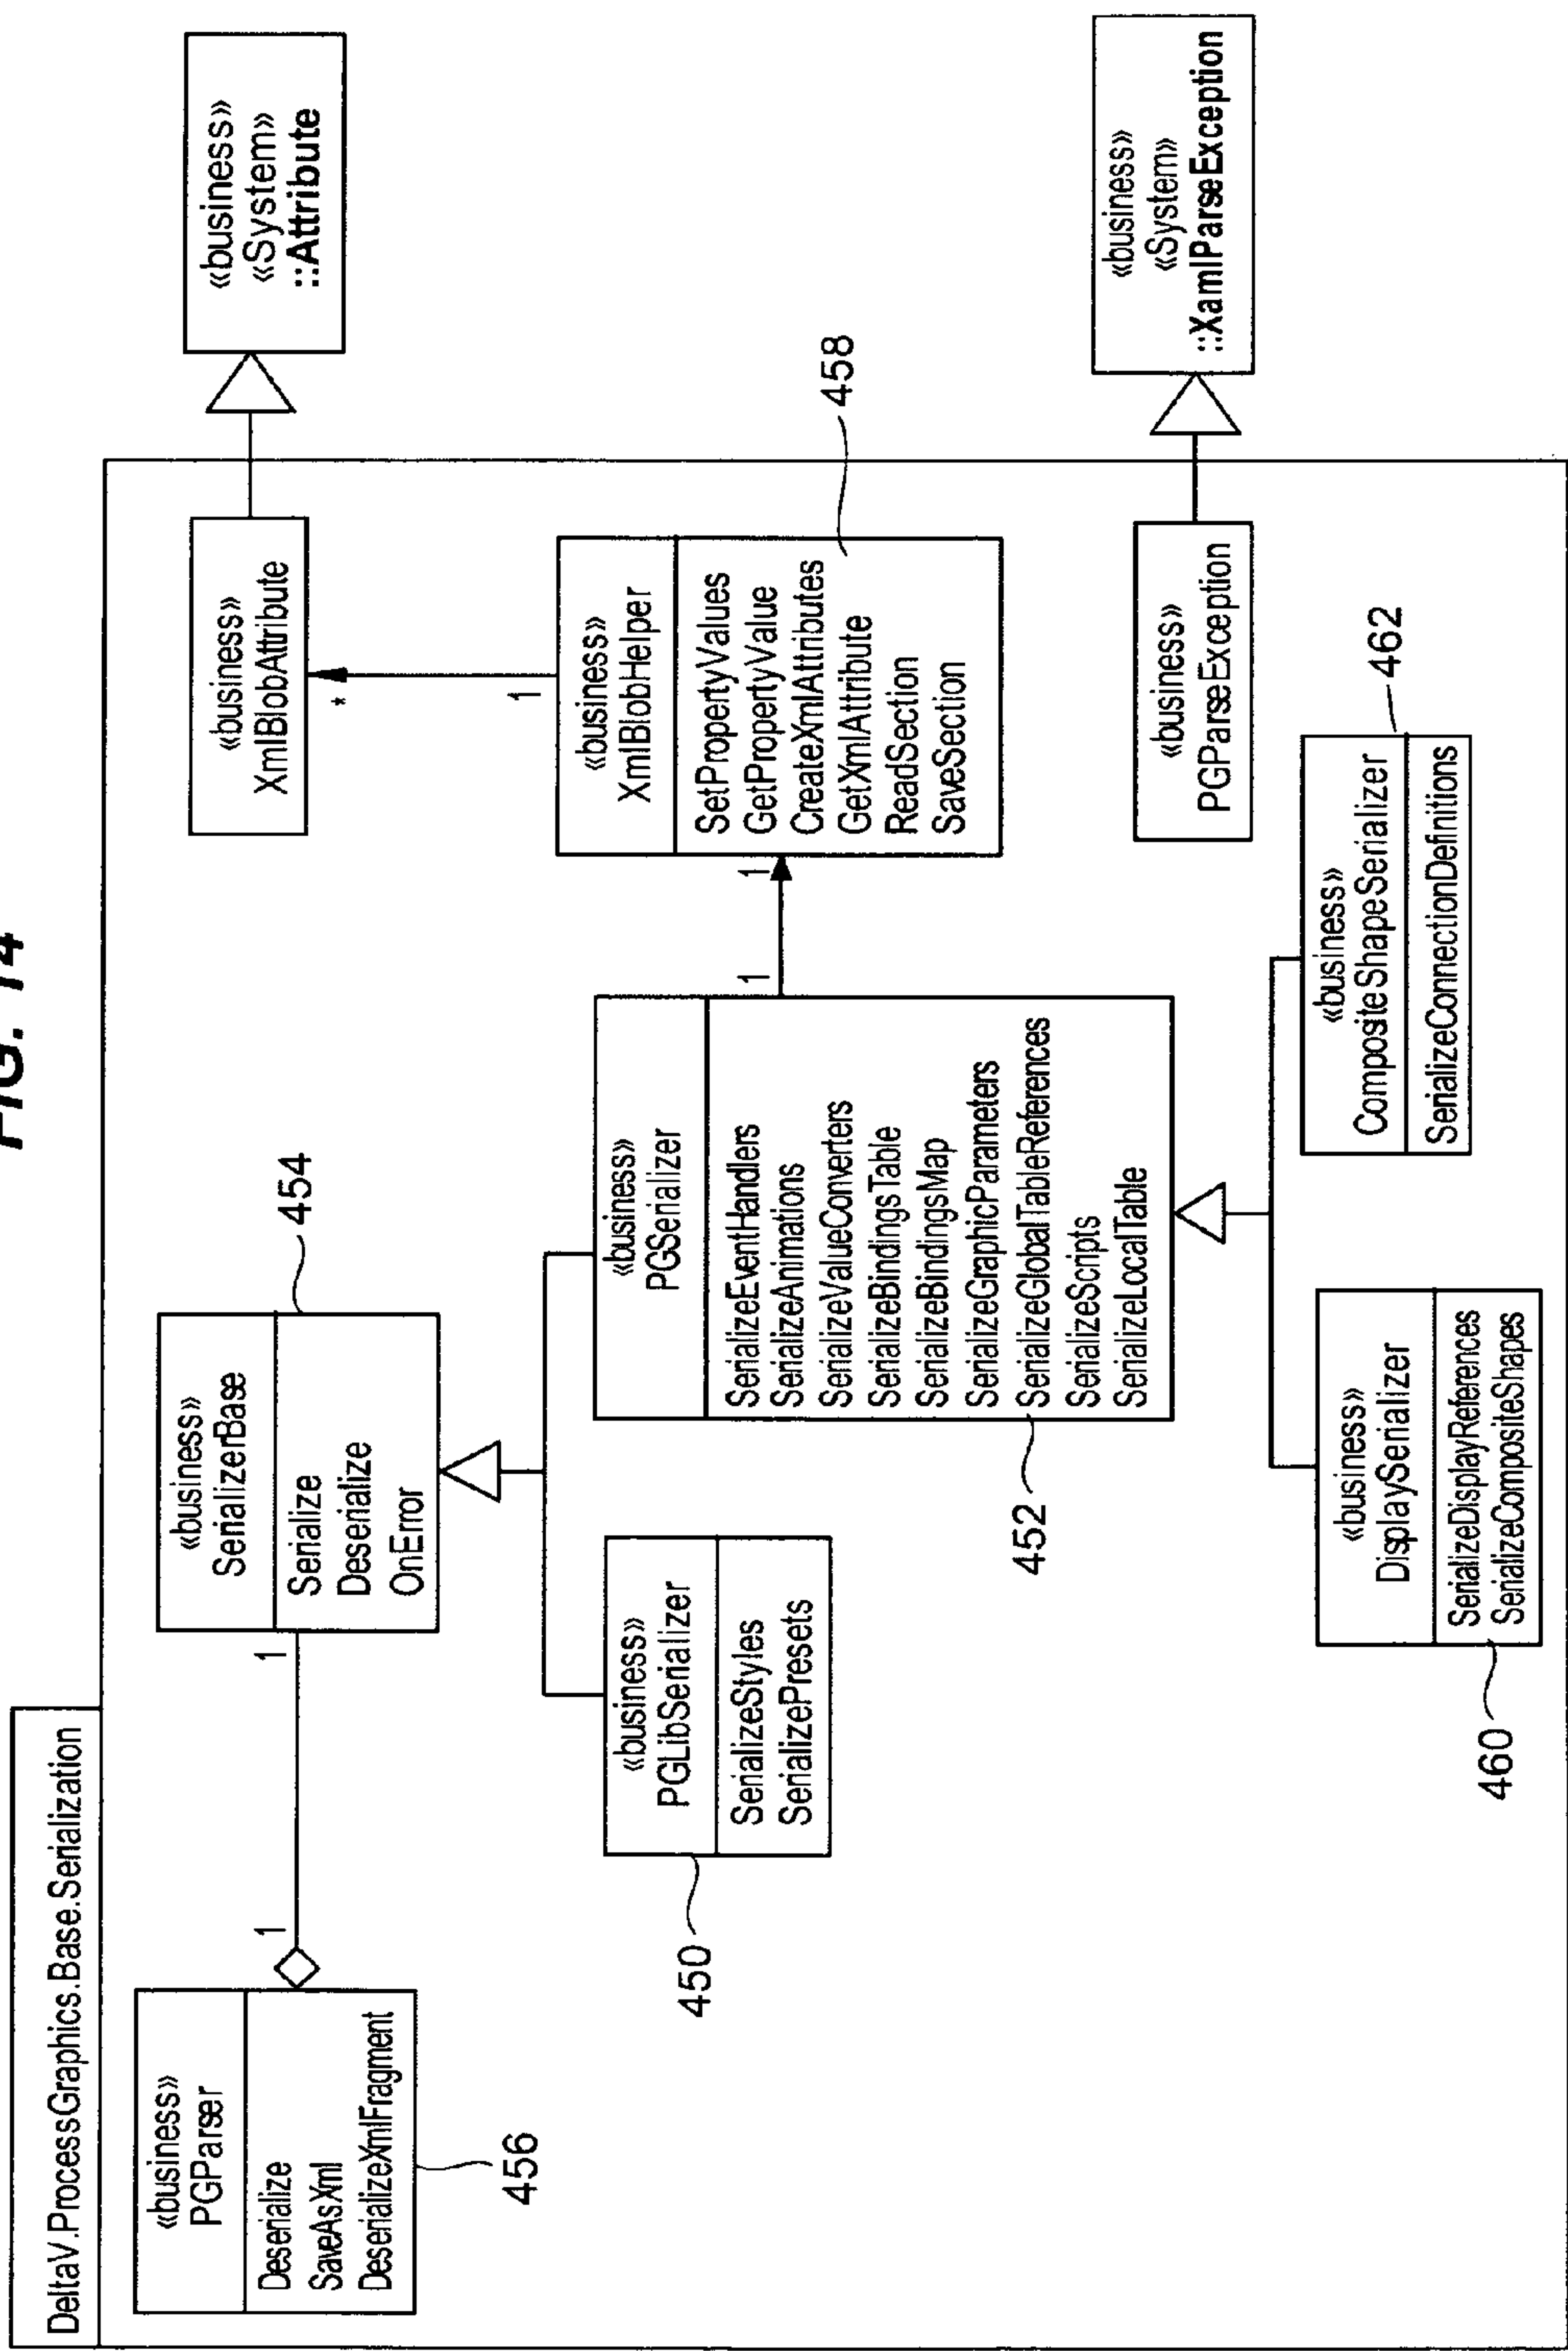 FIG. 14
DeltaV.ProcessGraphics.Base.Serialization
«business»
PGParser
Deserialize
SaveAsXml
DeserializeXmlFragment
456
1
1
«business»
SerializerBase
Serialize
Deserialize
OnError
454
«business»
XmlBlobAttribute
*
1
«business»
«System»
::Attribute
«business»
PGLibSerializer
SerializeStyles
SerializePresets
450
«business»
PGSerializer
SerializeEventHandlers
SerializeAnimations
SerializeValueConverters
SerializeBindingsTable
SerializeBindingsMap
SerializeGraphicParameters
SerializeGlobalTableReferences
SerializeScripts
SerializeLocalTable
452
1
1
«business»
XmlBlobHelper
SetPropertyValues
GetPropertyValue
CreateXmlAttributes
GetXmlAttribute
ReadSection
SaveSection
458
«business»
DisplaySerializer
SerializeDisplayReferences
SerializeCompositeShapes
460
«business»
CompositeShapeSerializer
SerializeConnectionDefinitions
462
«business»
PGParseException
«business»
«System»
::XamlParseException